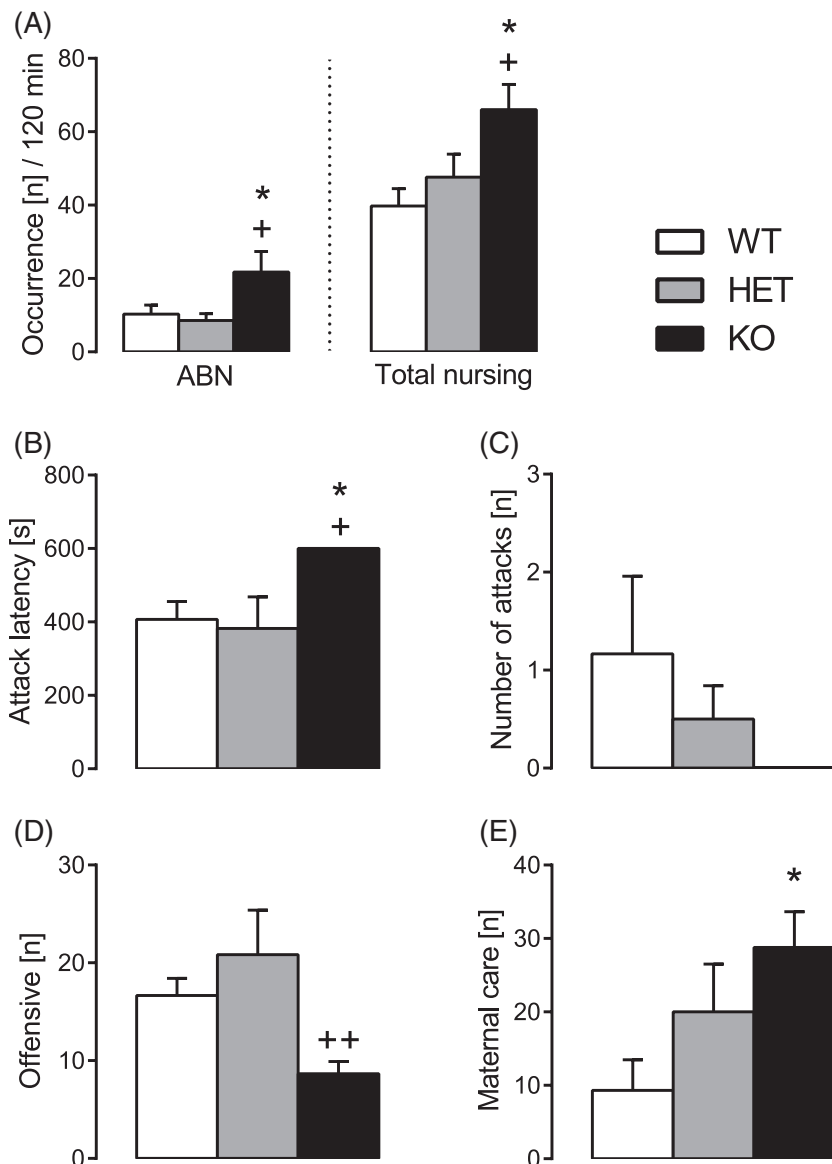 (A)
Occurrence [n] / 120 min
80
60
40
20
0
*
+
*
+
ABN
Total nursing
WT
HET
KO
(B)
Attack latency [s]
800
600
400
200
0
*
+
(C)
Number of attacks [n]
3
2
1
0
(D)
Offensive [n]
30
20
10
0
++
(E)
Maternal care [n]
40
30
20
10
0
*